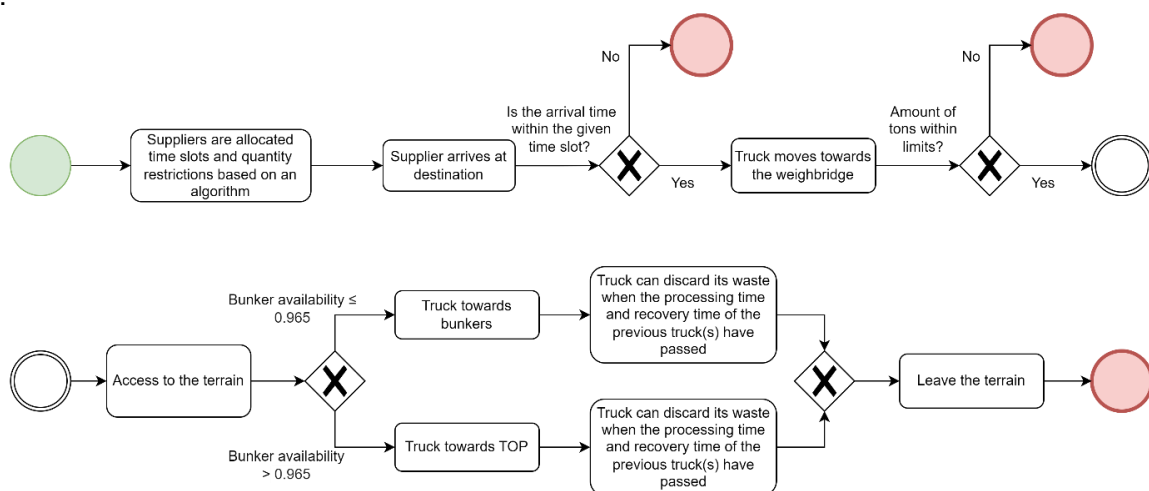 No
No
Is the arrival time
within the given
time slot?
Amount of
tons within
limits?
Suppliers are allocated
time slots and quantity
restrictions based on an
algorithm
Supplier arrives at
destination
Yes
Truck moves towards
the weighbridge
Yes
Bunker availability ≤
0.965
Truck towards
bunkers
Truck can discard its waste
when the processing time
and recovery time of the
previous truck(s) have
passed
Access to the terrain
Leave the terrain
Bunker availability
> 0.965
Truck towards TOP
Truck can discard its waste
when the processing time
and recovery time of the
previous truck(s) have
passed